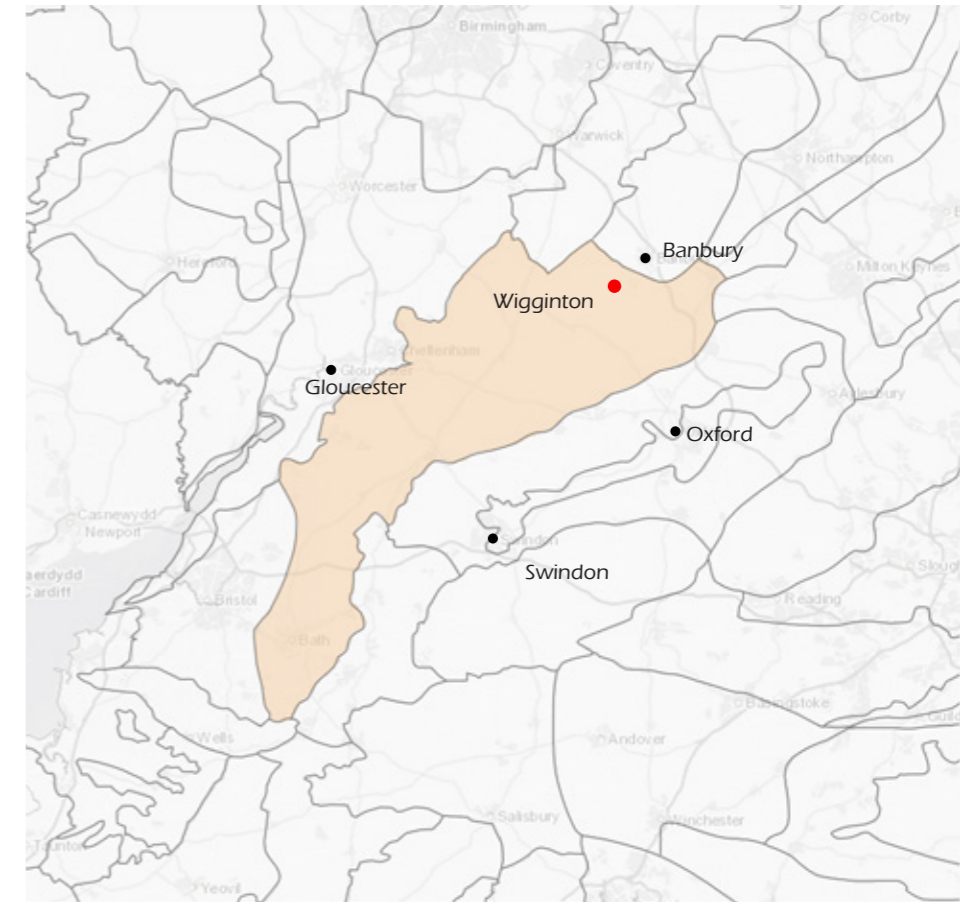 Corby
Birmingham
Coventry
Warwick
Northampton
Worcester
Banbury
Hereford
Milton Keynes
Wigginton
Cheltenham
Gloucester
Gloucester
Aylesbury
Oxford
Casnewydd
Newport
Swindon
Swindon
Caerdydd
Cardiff
Slough
Bristol
Reading
Bath
Basingstoke
Guild
Wells
Andover
Salisbury
Winchester
Taunton
Yeovil